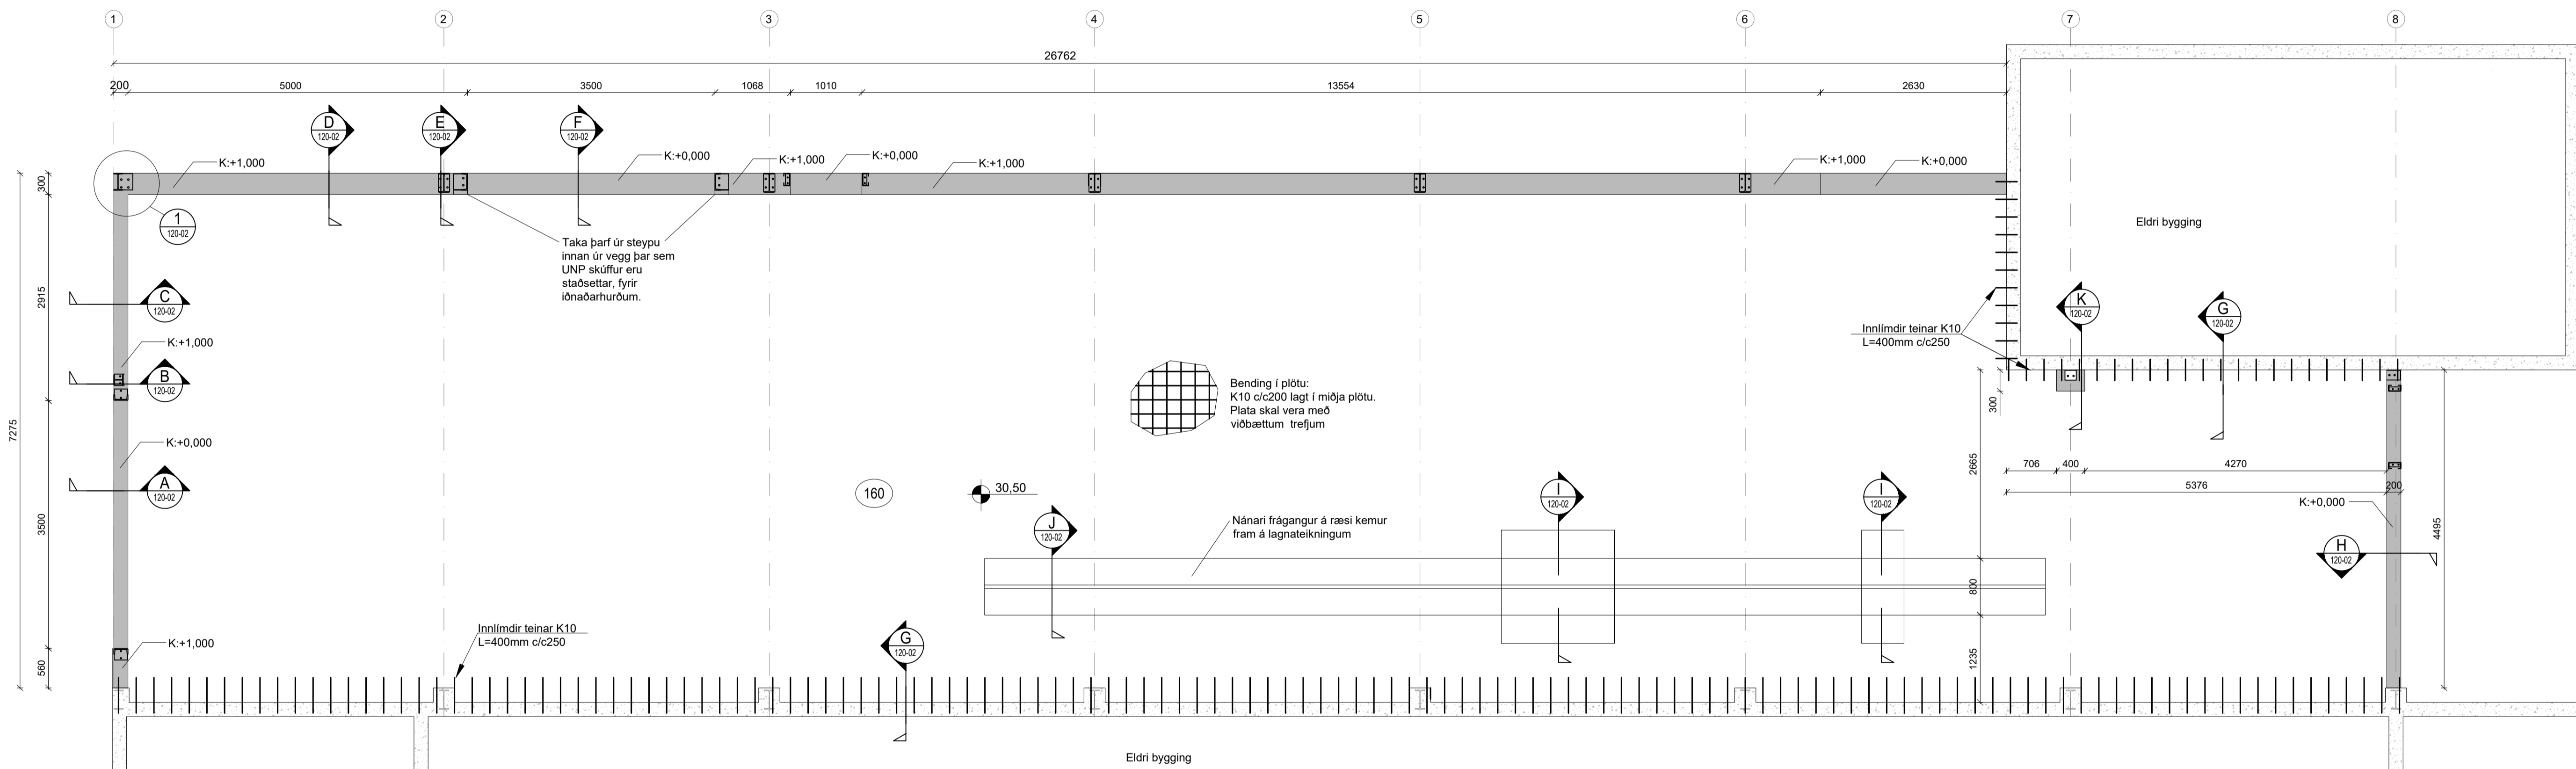 1
2
3
4
5
6
7
8
26762
200
5000
3500
1068
1010
13554
2630
D
120-02
E
120-02
F
120-02
K:+1,000
K:+0,000
K:+1,000
K:+0,000
K:+1,000
K:+1,000
K:+0,000
1
120-02
Taka þarf úr steypu
innan úr vegg þar sem
UNP skúffur eru
staðsettar, fyrir
iðnaðarhurðum.
Eldri bygging
300
2915
7275
3500
560
C
120-02
K:+1,000
B
120-02
K:+0,000
A
120-02
K:+1,000
Innlímdir teinar K10
L=400mm c/c250
K
120-02
G
120-02
Bending í plötu:
K10 c/c200 lagt í miðja plötu.
Plata skal vera með
viðbættum trefjum
300
2665
706
400
4270
5376
200
K:+0,000
4495
160
30,50
I
120-02
I
120-02
J
120-02
Nánari frágangur á ræsi kemur
fram á lagnateikningum
H
120-02
800
1235
Innlímdir teinar K10
L=400mm c/c250
G
120-02
Eldri bygging